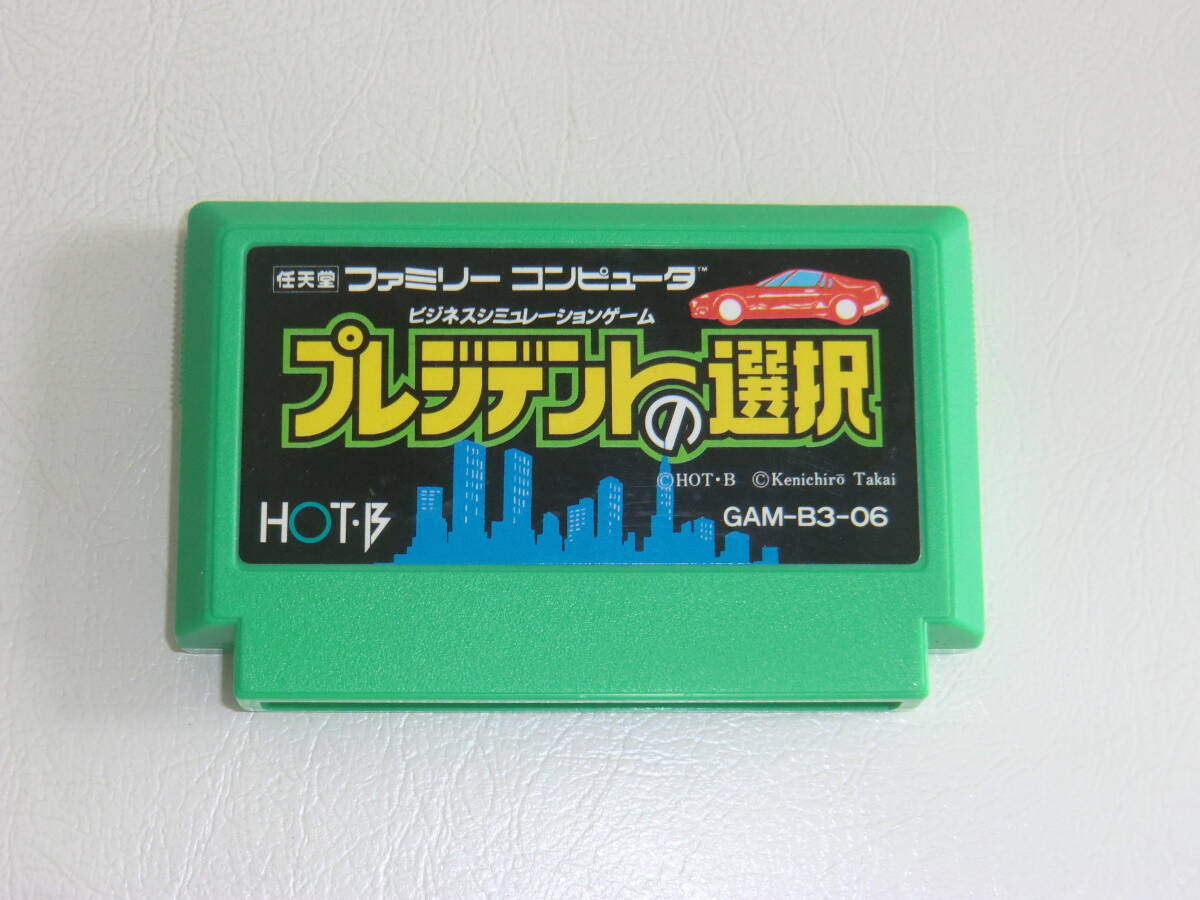 任天堂 ファミリー コンピュータ™
ビジネスシミュレーションゲーム
プレジデントの選択
©HOT・B ©Kenichirō Takai
HOT・B
GAM-B3-06